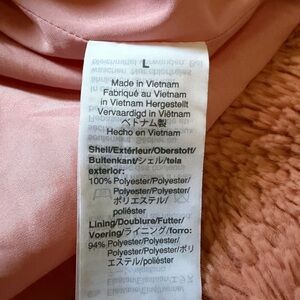 L
Made in Vietnam
Fabriqué au Vietnam
in Vietnam Hergestellt
Vervaardigd in Viëtnam
ベトナム製
Hecho en Vietnam
Shell/Extérieur/Oberstoff/
Buitenkant/シェル/tela
exterior:
100% Polyester/Polyester/
Polyester/Polyester/
ポリエステル/
poliéster
Lining/Doublure/Futter/
Voering/ライニング/forro:
94% Polyester/Polyester/
Polyester/Polyester/ポリ
エステル/poliéster